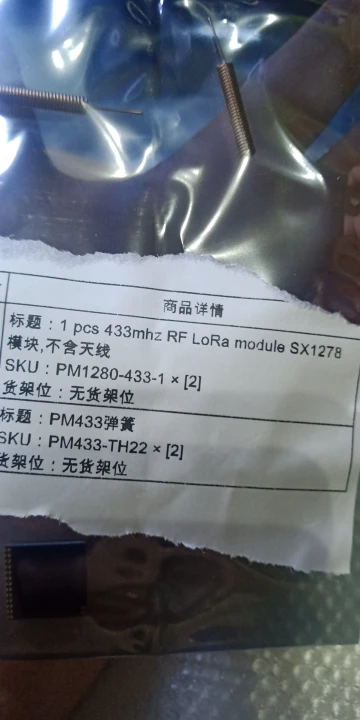 商品详情
标题：1 pcs 433mhz RF LoRa module SX1278
模块,不含天线
SKU：PM1280-433-1 × [2]
货架位：无货架位
标题：PM433弹簧
SKU：PM433-TH22 × [2]
货架位：无货架位